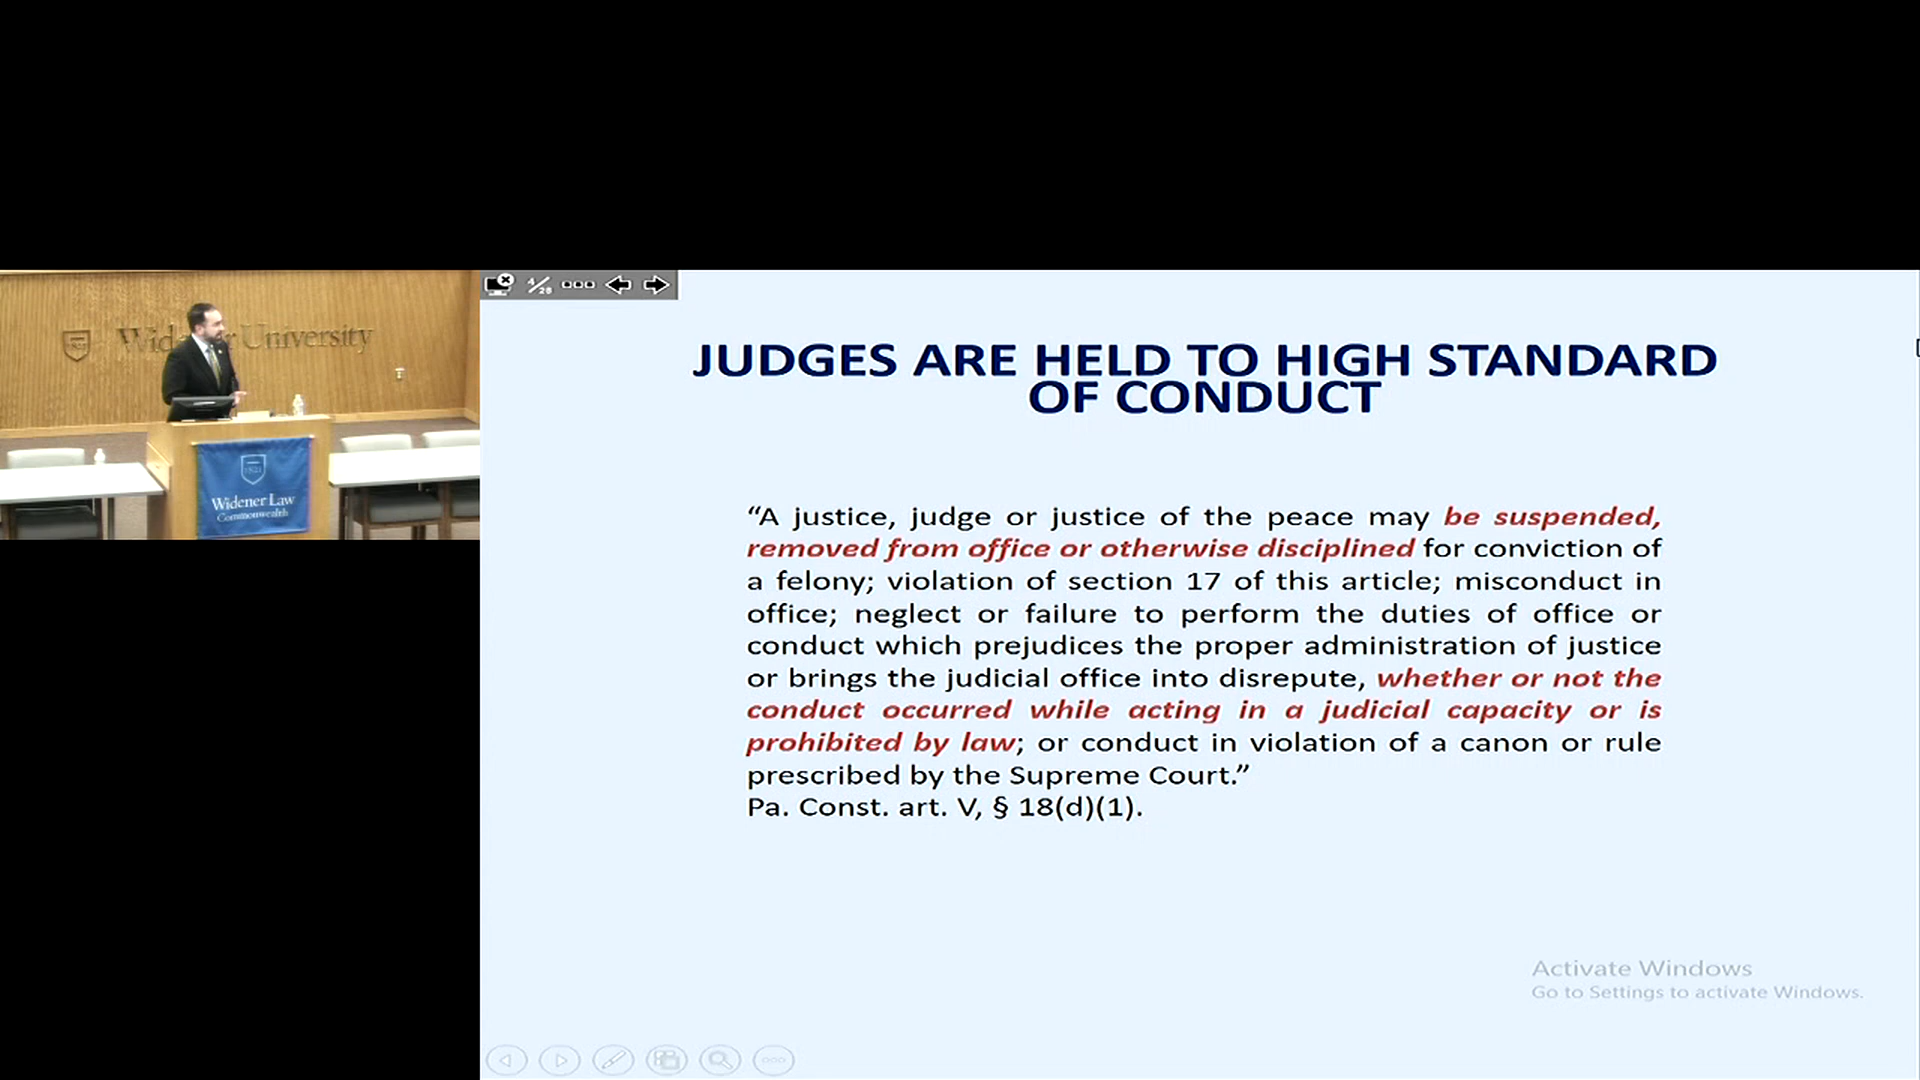 Widener University
1821
Widener Law
Commonwealth
4/28
JUDGES ARE HELD TO HIGH STANDARD
OF CONDUCT
“A justice, judge or justice of the peace may be suspended,
removed from office or otherwise disciplined for conviction of
a felony; violation of section 17 of this article; misconduct in
office; neglect or failure to perform the duties of office or
conduct which prejudices the proper administration of justice
or brings the judicial office into disrepute, whether or not the
conduct occurred while acting in a judicial capacity or is
prohibited by law; or conduct in violation of a canon or rule
prescribed by the Supreme Court.”
Pa. Const. art. V, § 18(d)(1).
Activate Windows
Go to Settings to activate Windows.